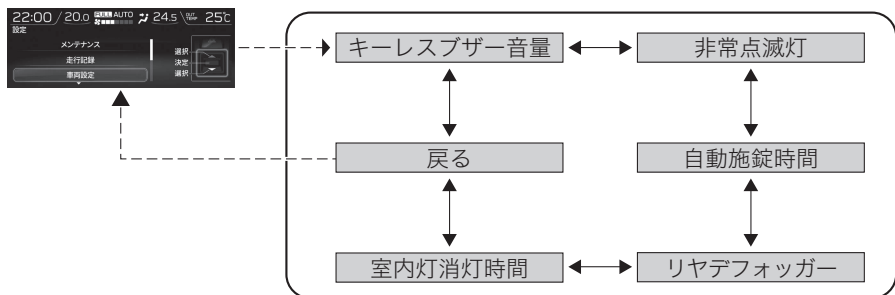 22:00 / 20.0 FULL AUTO 24.5 OUT TEMP 25℃
設定
メンテナンス
走行記録
車両設定
選択
決定
選択
キーレスブザー音量
非常点滅灯
戻る
自動施錠時間
室内灯消灯時間
リヤデフォッガー